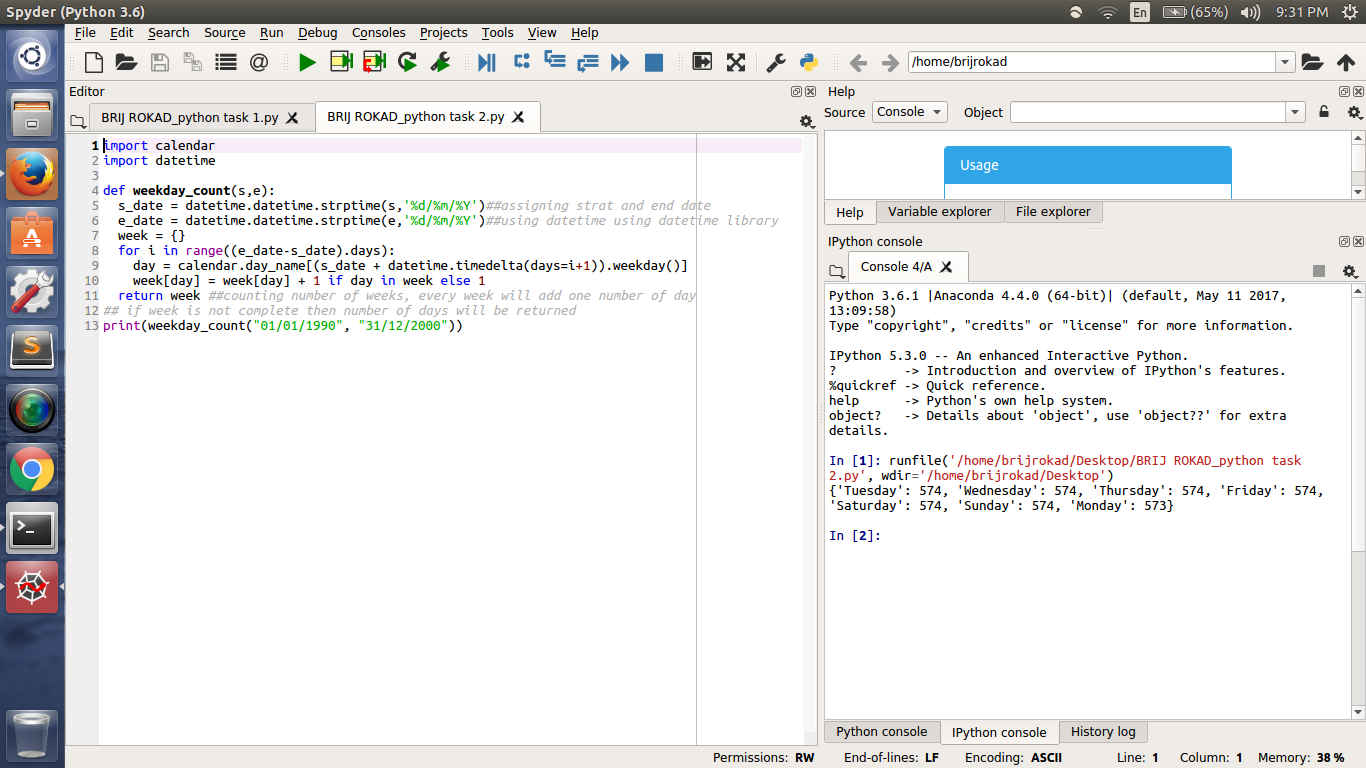 Spyder (Python 3.6)
En (65%) 9:31 PM
File Edit Search Source Run Debug Consoles Projects Tools View Help
@ /home/brijrokad
Editor
BRIJ ROKAD_python task 1.py BRIJ ROKAD_python task 2.py
1 import calendar
2 import datetime
3
4 def weekday_count(s,e):
5   s_date = datetime.datetime.strptime(s,'%d/%m/%Y')##assigning strat and end date
6   e_date = datetime.datetime.strptime(e,'%d/%m/%Y')##using datetime using datetime library
7   week = {}
8   for i in range((e_date-s_date).days):
9     day = calendar.day_name[(s_date + datetime.timedelta(days=i+1)).weekday()]
10     week[day] = week[day] + 1 if day in week else 1
11   return week ##counting number of weeks, every week will add one number of day
12 ## if week is not complete then number of days will be returned
13 print(weekday_count("01/01/1990", "31/12/2000"))
Help
Source Console Object
Usage
Help Variable explorer File explorer
IPython console
Console 4/A
Python 3.6.1 |Anaconda 4.4.0 (64-bit)| (default, May 11 2017,
13:09:58)
Type "copyright", "credits" or "license" for more information.
IPython 5.3.0 -- An enhanced Interactive Python.
?         -> Introduction and overview of IPython's features.
%quickref -> Quick reference.
help      -> Python's own help system.
object?   -> Details about 'object', use 'object??' for extra
details.
In [1]: runfile('/home/brijrokad/Desktop/BRIJ ROKAD_python task
2.py', wdir='/home/brijrokad/Desktop')
{'Tuesday': 574, 'Wednesday': 574, 'Thursday': 574, 'Friday': 574,
'Saturday': 574, 'Sunday': 574, 'Monday': 573}
In [2]:
Python console IPython console History log
Permissions: RW End-of-lines: LF Encoding: ASCII Line: 1 Column: 1 Memory: 38 %